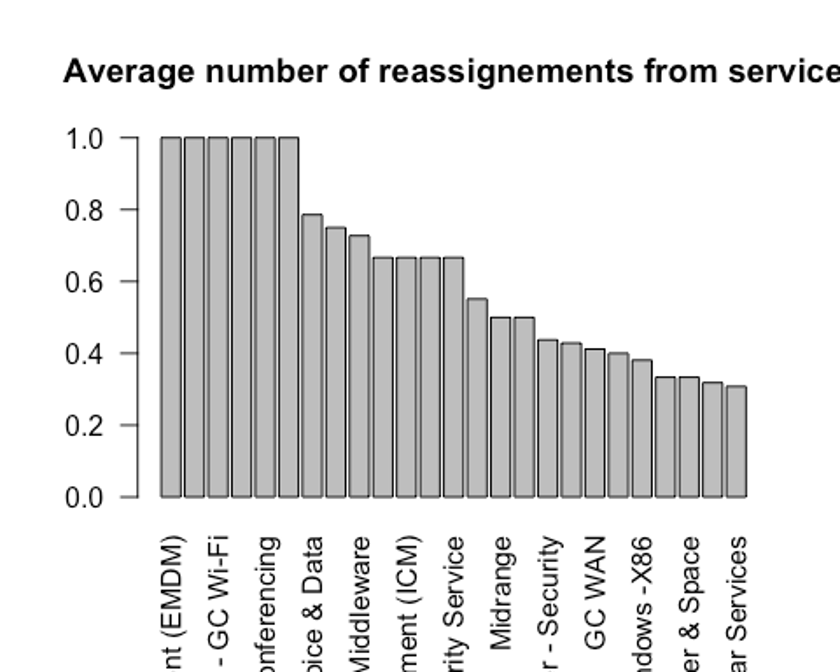 Average number of reassignements from service
1.0
0.8
0.6
0.4
0.2
0.0
nt (EMDM)
- GC Wi-Fi
onferencing
oice & Data
Middleware
ment (ICM)
rity Service
Midrange
r - Security
GC WAN
ndows -X86
er & Space
ar Services